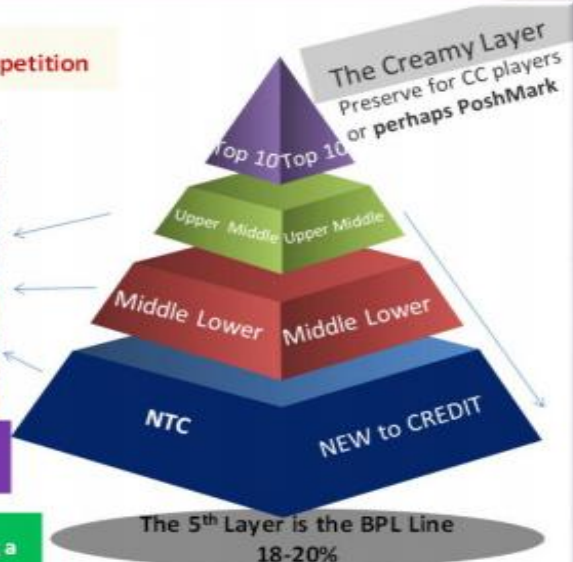 petition
The Creamy Layer
Preserve for CC players
or perhaps PoshMark
Top 10 Top 10
Upper Middle Upper Middle
Middle Lower Middle Lower
NTC NEW to CREDIT
The 5th Layer is the BPL Line
18-20%
a